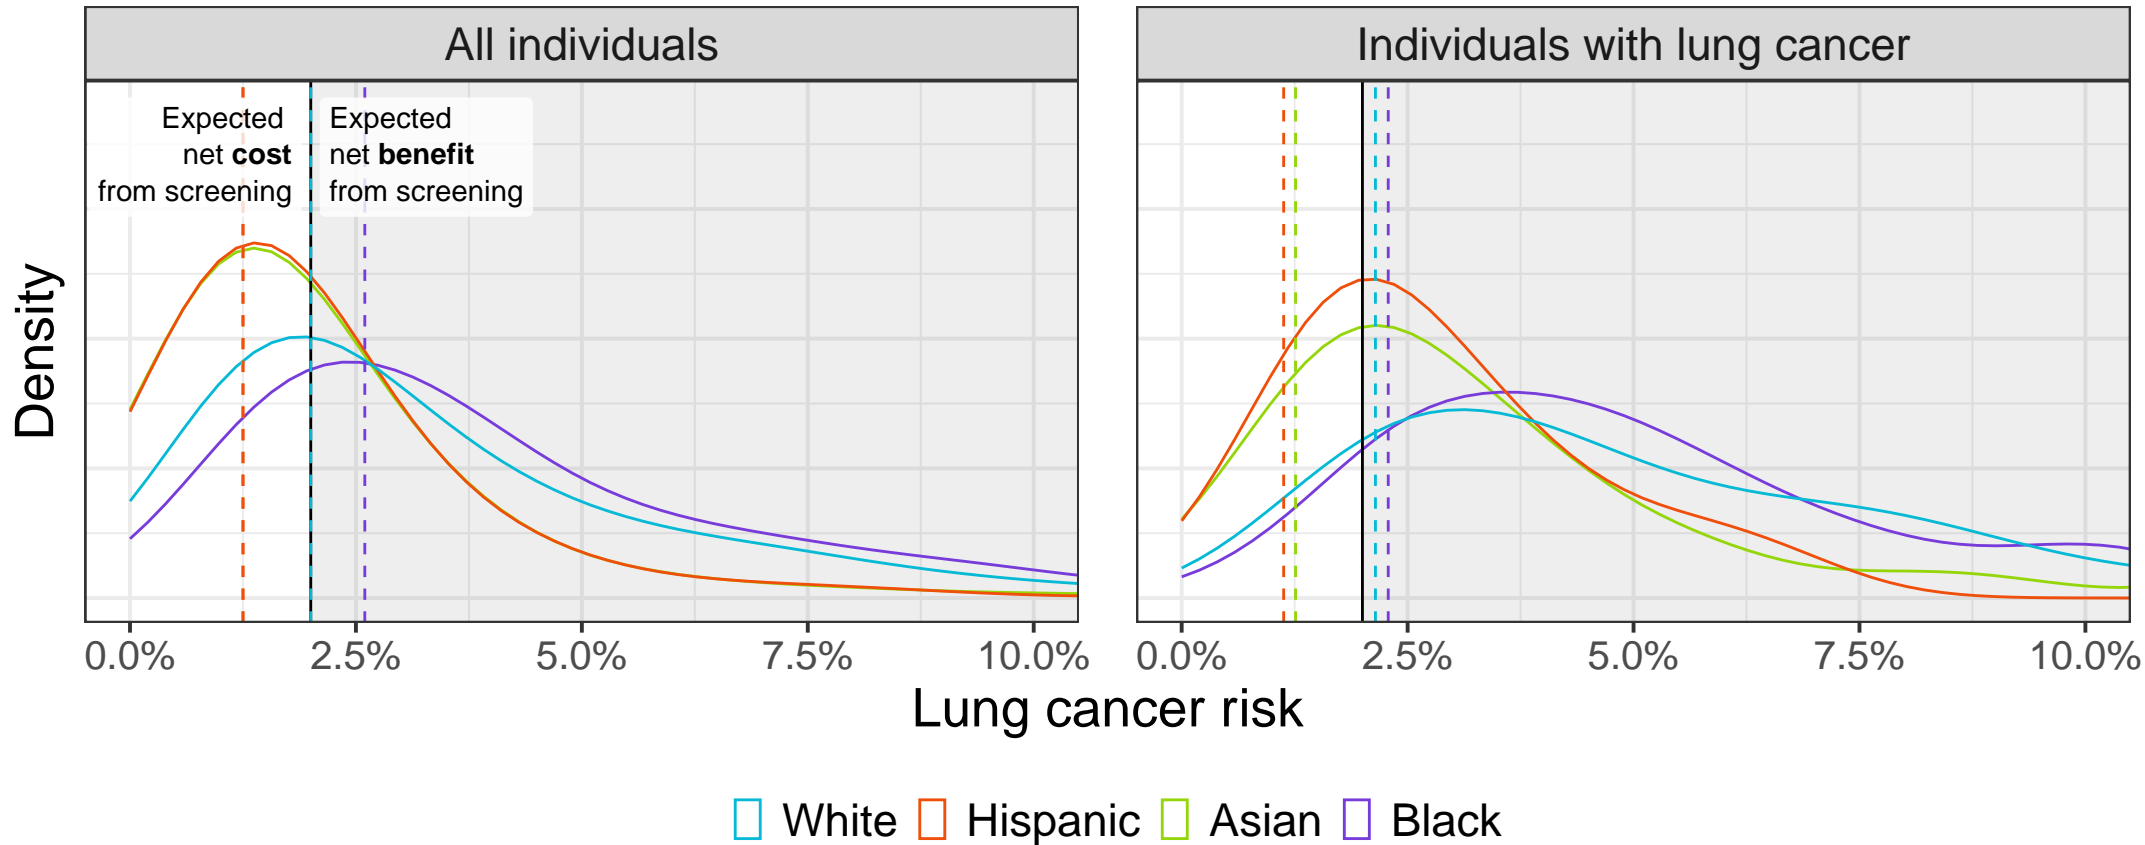 All individuals
Individuals with lung cancer
Expected
net cost
from screening
Expected
net benefit
from screening
Density
0.0% 2.5% 5.0% 7.5% 10.0%
0.0% 2.5% 5.0% 7.5% 10.0%
Lung cancer risk
White Hispanic Asian Black